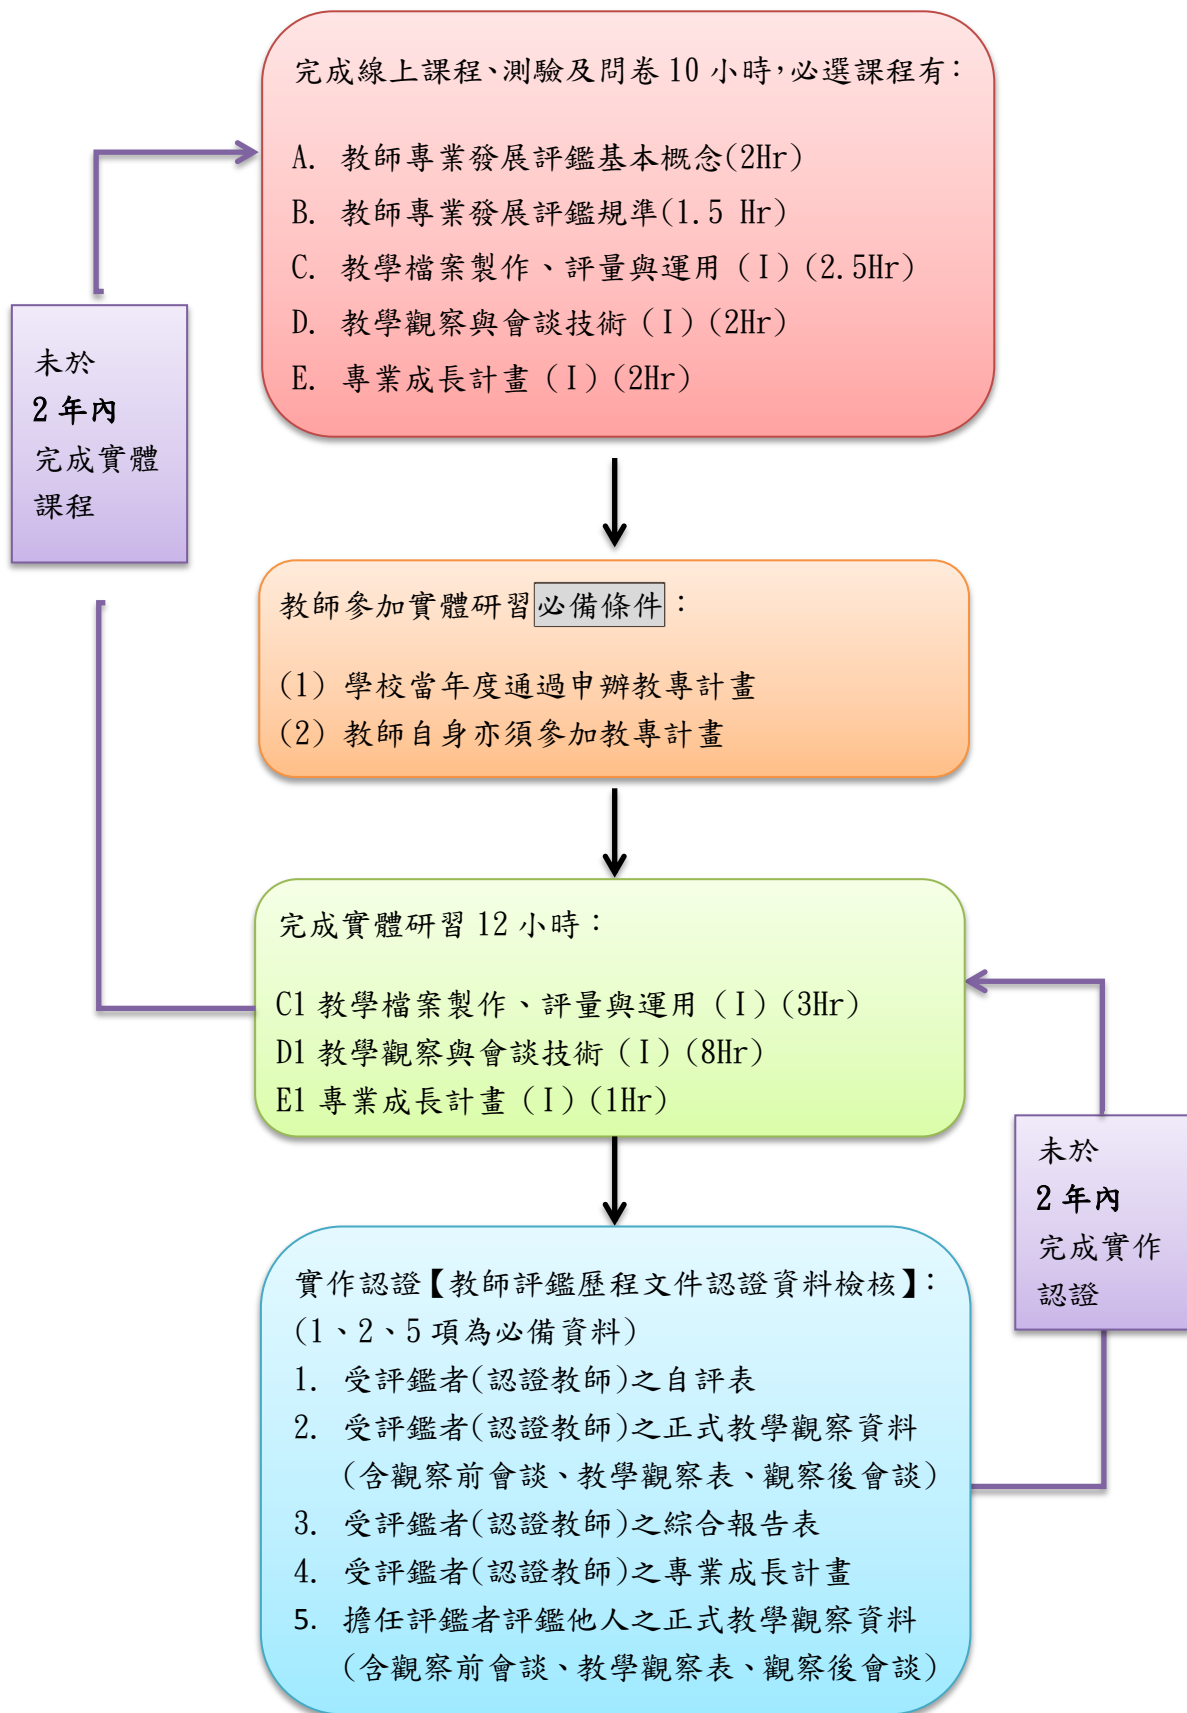 完成線上課程、測驗及問卷 10 小時,必選課程有：
A. 教師專業發展評鑑基本概念(2Hr)
B. 教師專業發展評鑑規準(1.5 Hr)
C. 教學檔案製作、評量與運用（I）(2.5Hr)
D. 教學觀察與會談技術（I）(2Hr)
E. 專業成長計畫（I）(2Hr)
未於
2 年內
完成實體
課程
教師參加實體研習必備條件：
(1) 學校當年度通過申辦教專計畫
(2) 教師自身亦須參加教專計畫
完成實體研習 12 小時：
C1 教學檔案製作、評量與運用（I）(3Hr)
D1 教學觀察與會談技術（I）(8Hr)
E1 專業成長計畫（I）(1Hr)
未於
2 年內
完成實作
認證
實作認證【教師評鑑歷程文件認證資料檢核】：
(1、2、5 項為必備資料)
1. 受評鑑者(認證教師)之自評表
2. 受評鑑者(認證教師)之正式教學觀察資料
(含觀察前會談、教學觀察表、觀察後會談)
3. 受評鑑者(認證教師)之綜合報告表
4. 受評鑑者(認證教師)之專業成長計畫
5. 擔任評鑑者評鑑他人之正式教學觀察資料
(含觀察前會談、教學觀察表、觀察後會談)